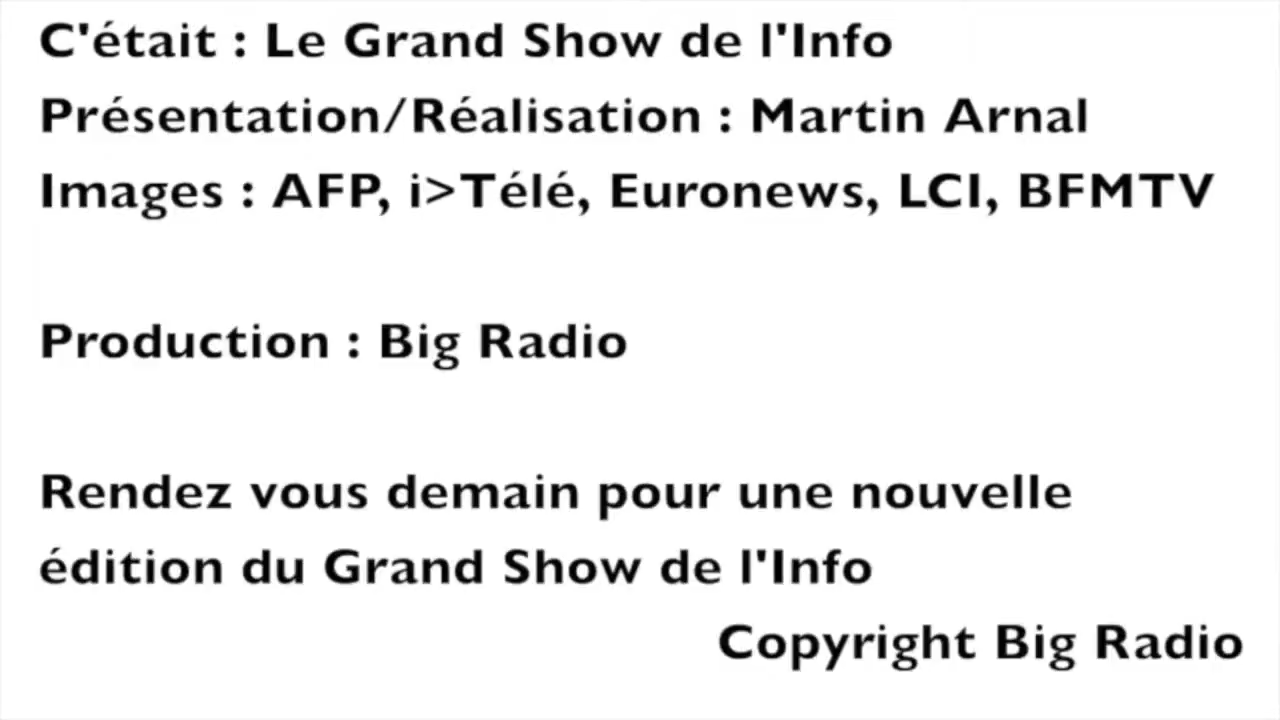 C'était : Le Grand Show de l'Info
Présentation/Réalisation : Martin Arnal
Images : AFP, i>Télé, Euronews, LCI, BFMTV
Production : Big Radio
Rendez vous demain pour une nouvelle
édition du Grand Show de l'Info
Copyright Big Radio